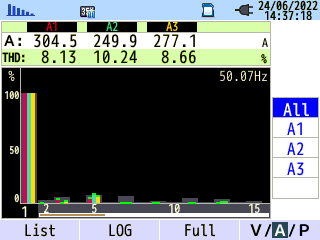 24/06/2022
14:37:18
A1 A2 A3
A: 304.5 249.9 277.1 A
THD: 8.13 10.24 8.66 %
% 50.07Hz
100
50
0
1 2 5 10 15
All
A1
A2
A3
List LOG Full V/A/P